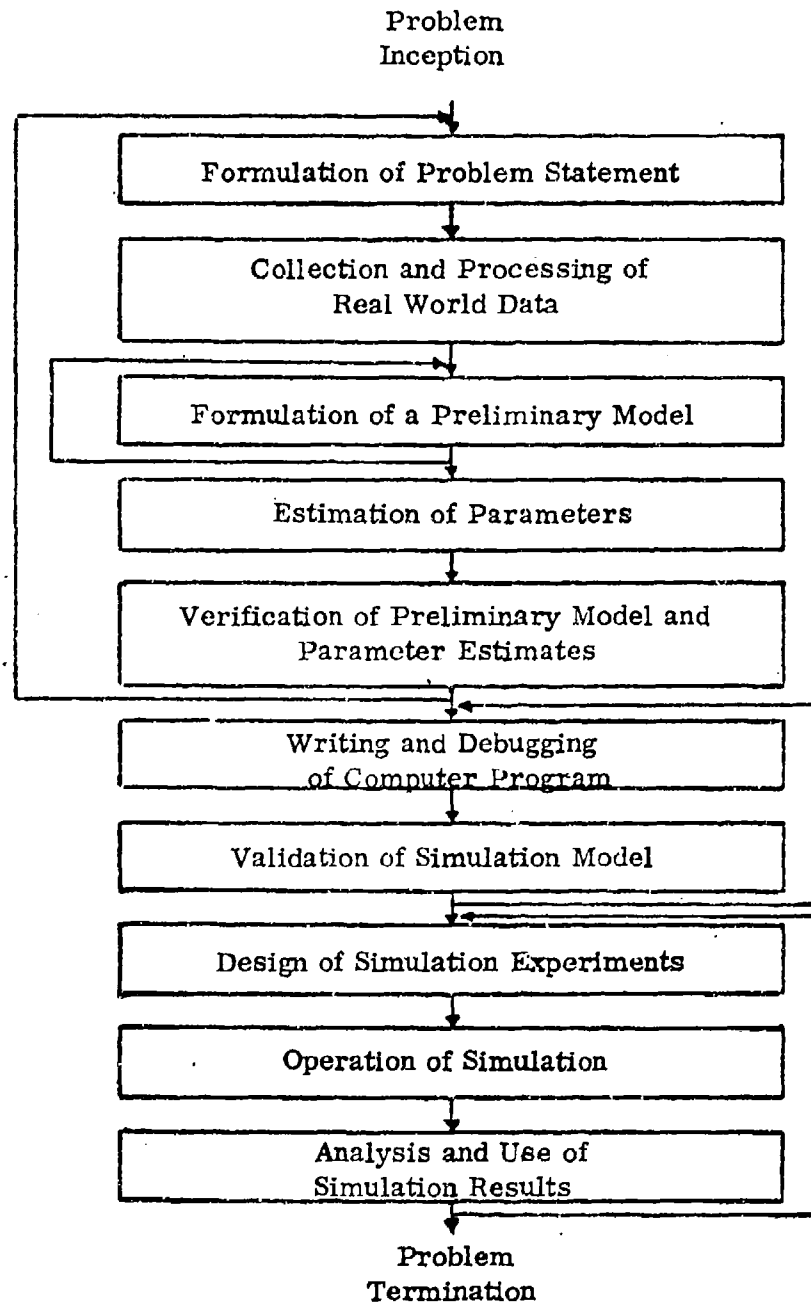 Problem
Inception
Formulation of Problem Statement
Collection and Processing of
Real World Data
Formulation of a Preliminary Model
Estimation of Parameters
Verification of Preliminary Model and
Parameter Estimates
Writing and Debugging
of Computer Program
Validation of Simulation Model
Design of Simulation Experiments
Operation of Simulation
Analysis and Use of
Simulation Results
Problem
Termination